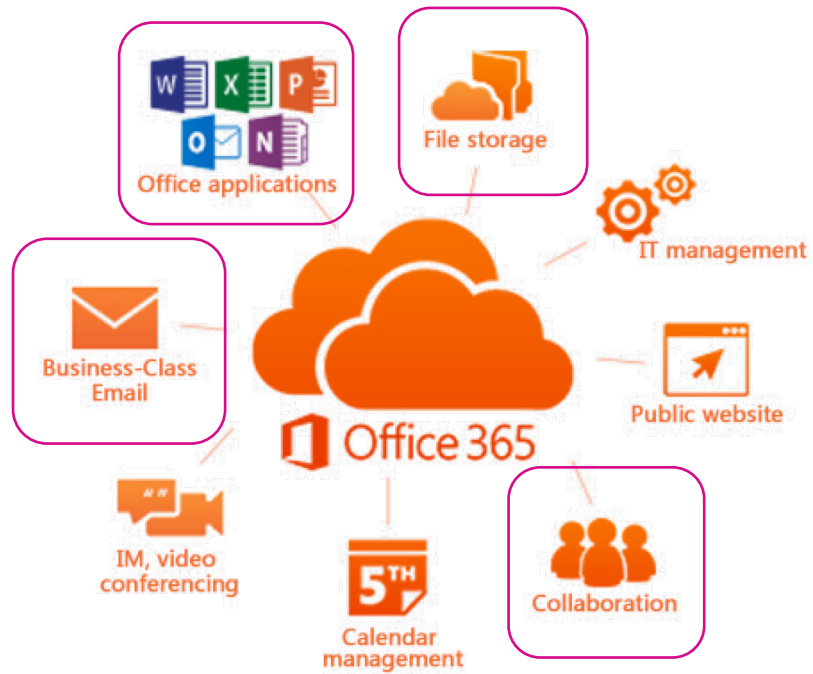 W X P
O N
Office applications
File storage
IT management
Business-Class
Email
Public website
Office 365
IM, video
conferencing
5TH
Calendar
management
Collaboration